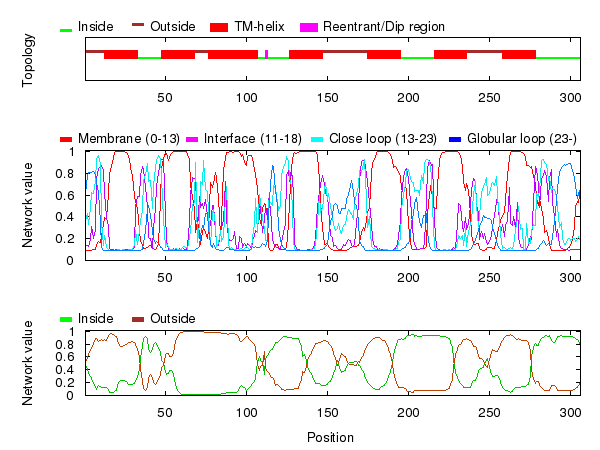 Inside Outside TM-helix Reentrant/Dip region
Topology
50 100 150 200 250 300
Membrane (0-13) Interface (11-18) Close loop (13-23) Globular loop (23-)
Network value
1
0.8
0.6
0.4
0.2
0
50 100 150 200 250 300
Inside Outside
Network value
1
0.8
0.6
0.4
0.2
0
50 100 150 200 250 300
Position